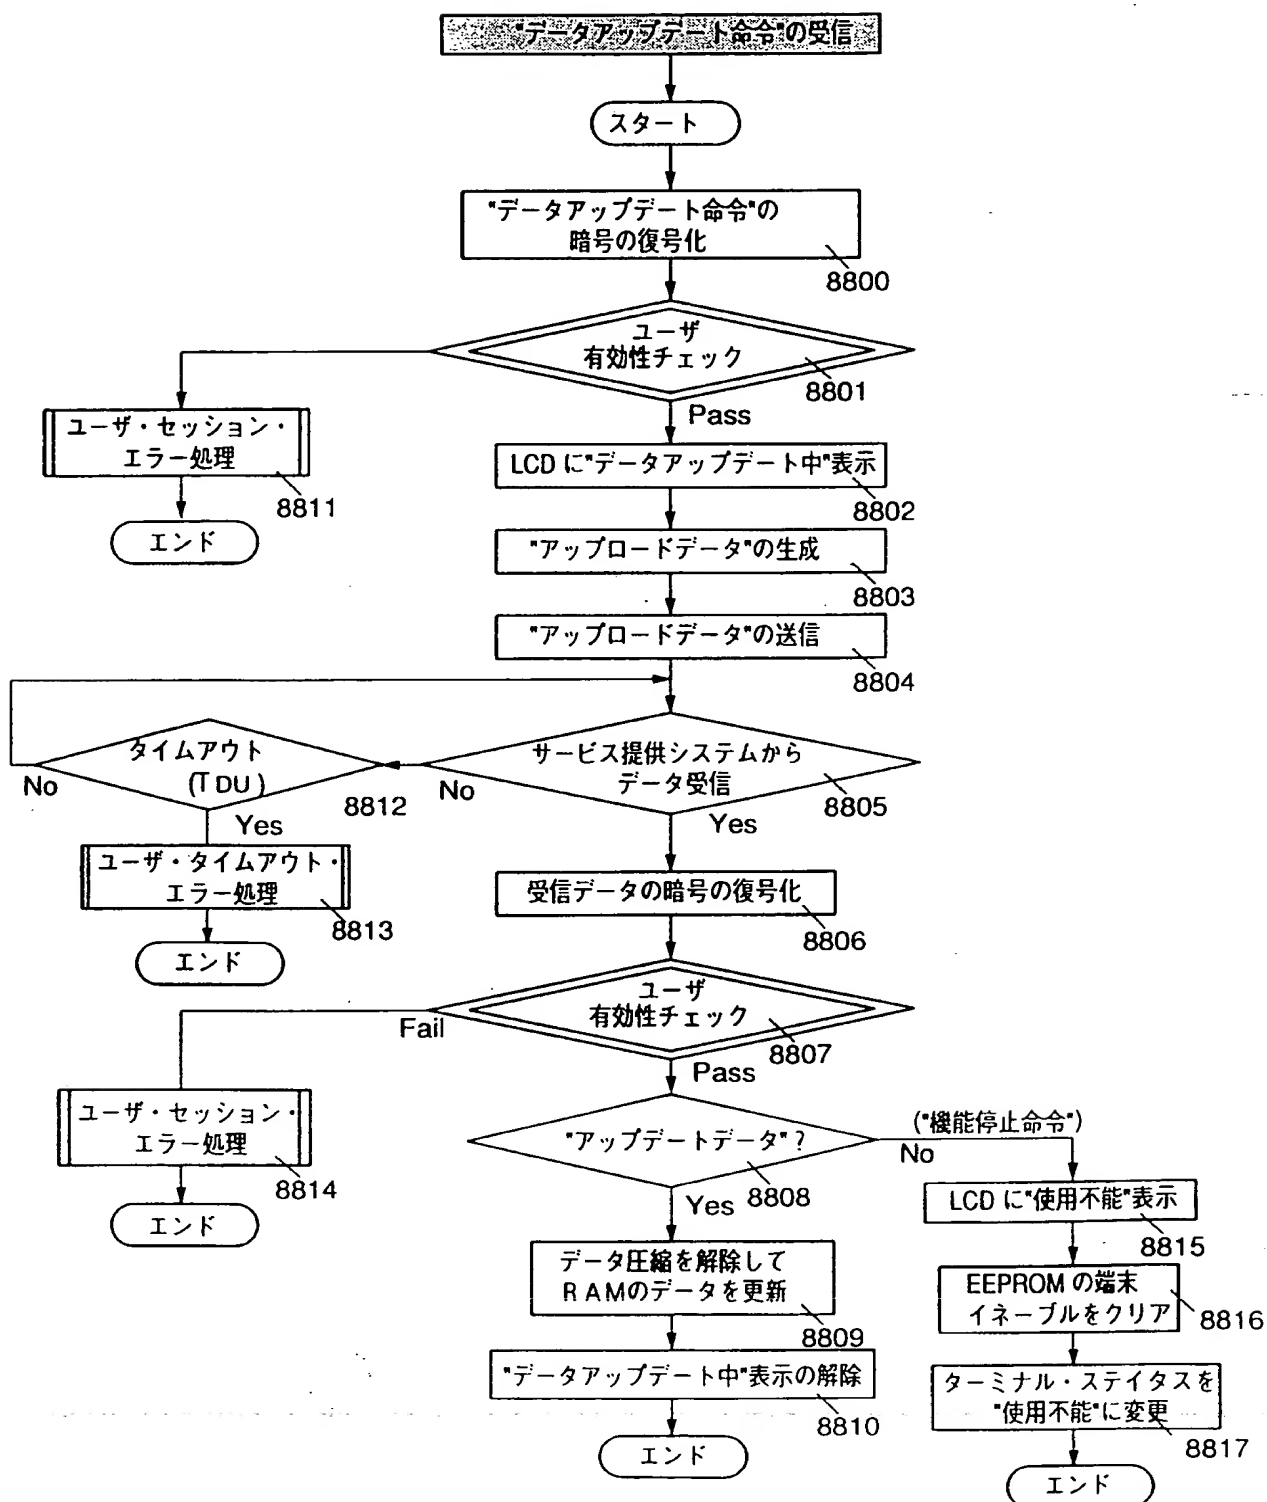 "データアップデート命令"の受信
スタート
"データアップデート命令"の
暗号の復号化
8800
ユーザ
有効性チェック
8801
Pass
ユーザ・セッション・
エラー処理
8811
エンド
LCDに"データアップデート中"表示
8802
"アップロードデータ"の生成
8803
"アップロードデータ"の送信
8804
サービス提供システムから
データ受信
8805
No
Yes
タイムアウト
(TDU)
8812
No
Yes
ユーザ・タイムアウト・
エラー処理
8813
エンド
受信データの暗号の復号化
8806
ユーザ
有効性チェック
8807
Fail
Pass
ユーザ・セッション・
エラー処理
8814
エンド
"アップデートデータ"?
8808
("機能停止命令")
No
Yes
データ圧縮を解除して
RAMのデータを更新
8809
"データアップデート中"表示の解除
8810
エンド
LCDに"使用不能"表示
8815
EEPROMの端末
イネーブルをクリア
8816
ターミナル・ステイタスを
"使用不能"に変更
8817
エンド